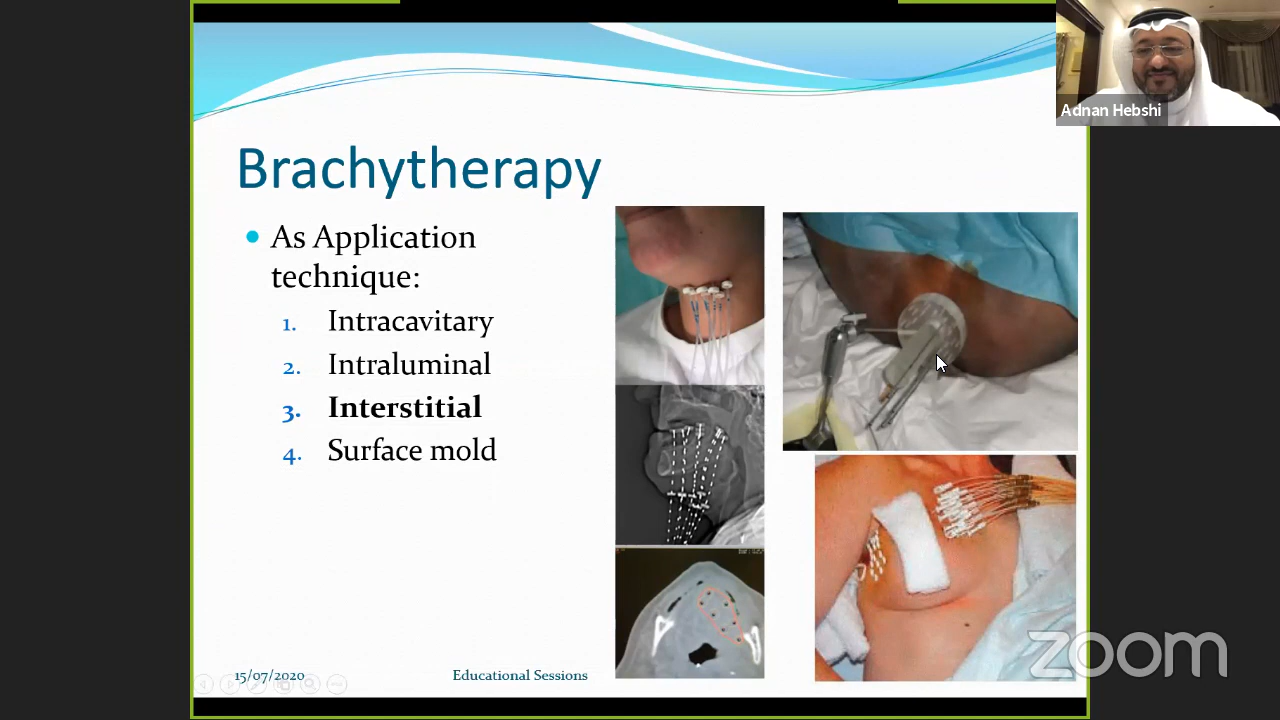 Adnan Hebshi
Brachytherapy
As Application
technique:
1. Intracavitary
2. Intraluminal
3. Interstitial
4. Surface mold
15/07/2020
Educational Sessions
zoom